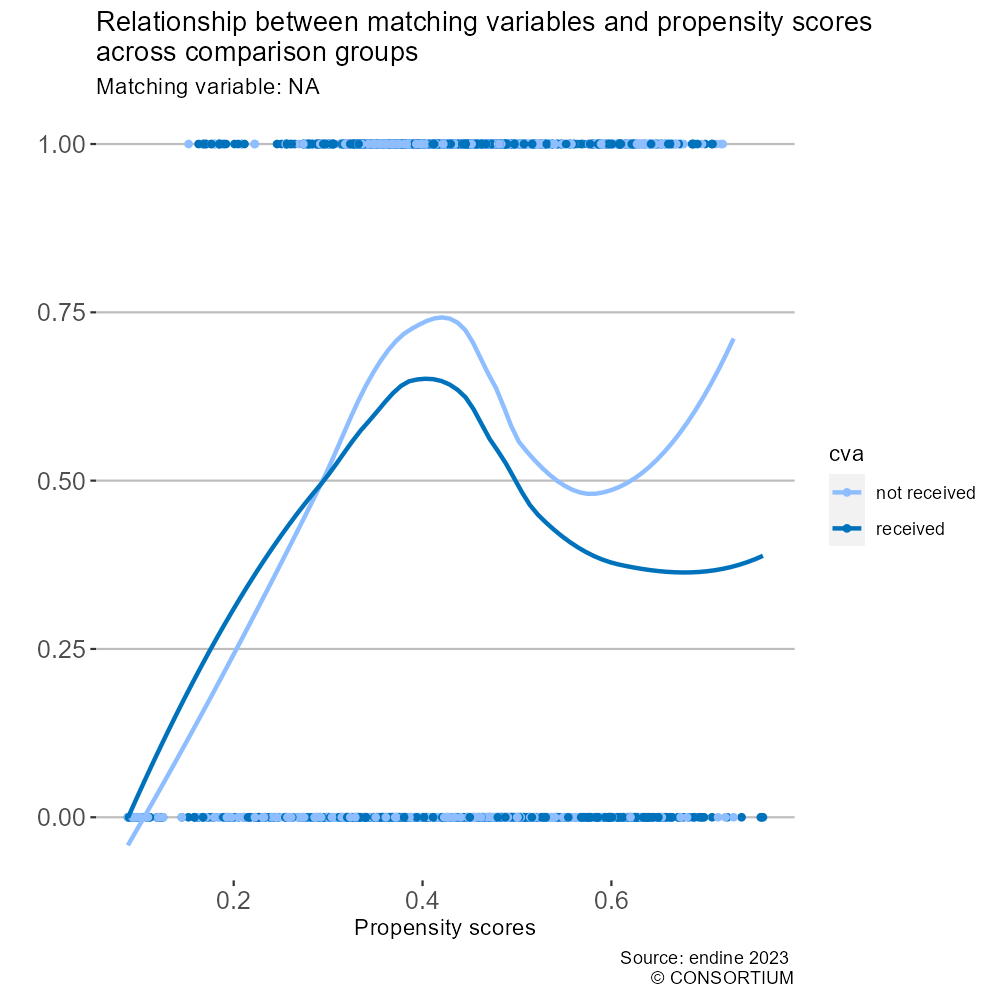 Relationship between matching variables and propensity scores
across comparison groups
Matching variable: NA
1.00
0.75
0.50
0.25
0.00
0.2
0.4
0.6
Propensity scores
cva
not received
received
Source: endine 2023
© CONSORTIUM